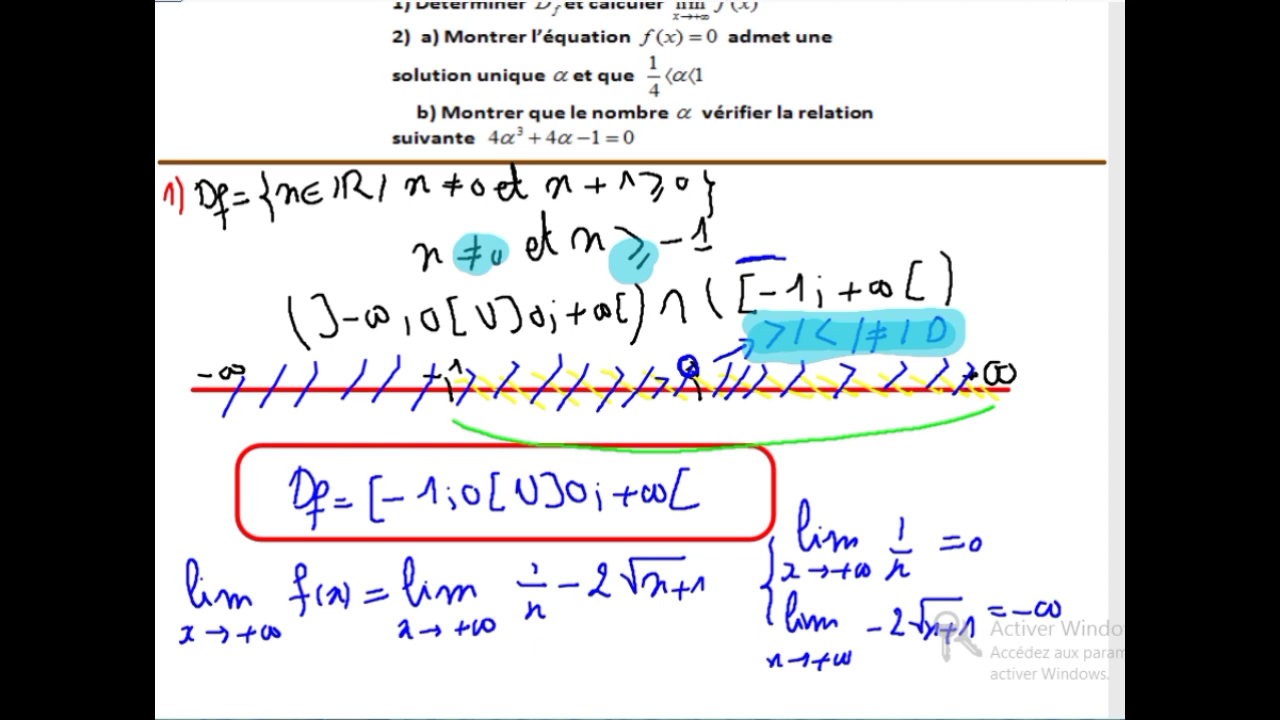 1) Déterminer D_f et calculer lim f(x)
x→+∞
2) a) Montrer l'équation f(x)=0 admet une
solution unique α et que 1/4 ⟨α⟨1
b) Montrer que le nombre α vérifier la relation
suivante 4α³+4α−1=0
1) Df={x∈IR/ x≠0 et x+1≥0}
x≠0 et x≥-1
(]-∞;0[U]0;+∞[)∩([-1;+∞[)
>/</≠/D
-∞ -1 0 +∞
Df=[-1;0[U]0;+∞[
lim f(x) = lim 1/x - 2√x+1
x→+∞ x→+∞
lim 1/x =0
x→+∞
lim -2√x+1 =-∞
x→+∞
Activer Windo
Accédez aux param
activer Windows.